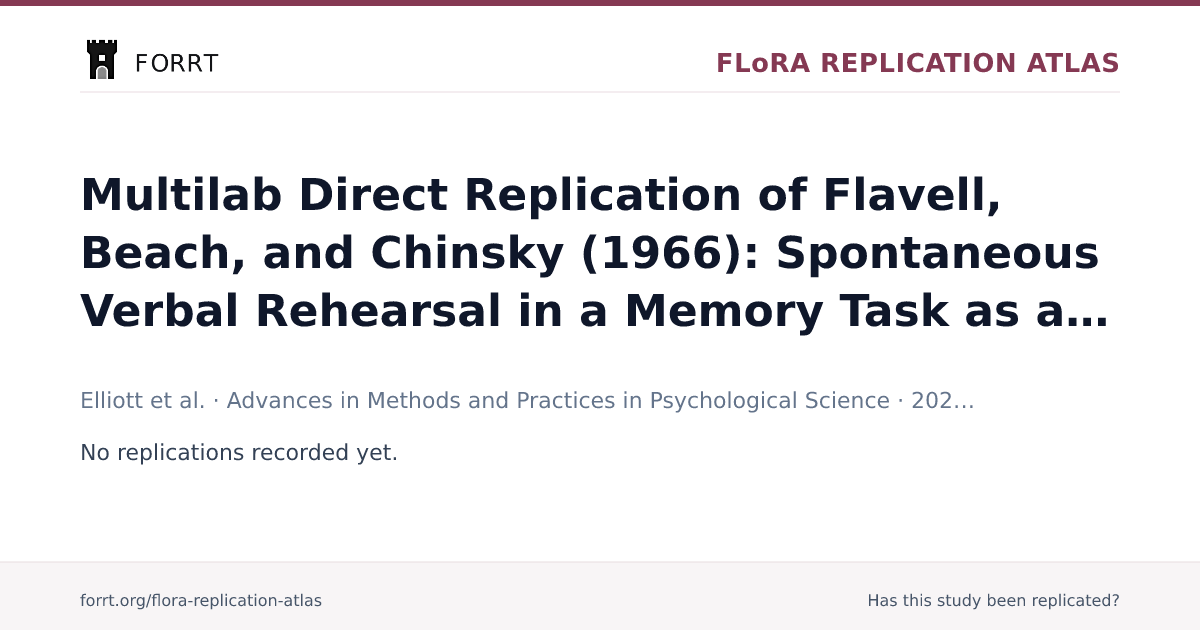 FORRT
FLoRA REPLICATION ATLAS
Multilab Direct Replication of Flavell,
Beach, and Chinsky (1966): Spontaneous
Verbal Rehearsal in a Memory Task as a…
Elliott et al. · Advances in Methods and Practices in Psychological Science · 202…
No replications recorded yet.
forrt.org/flora-replication-atlas
Has this study been replicated?